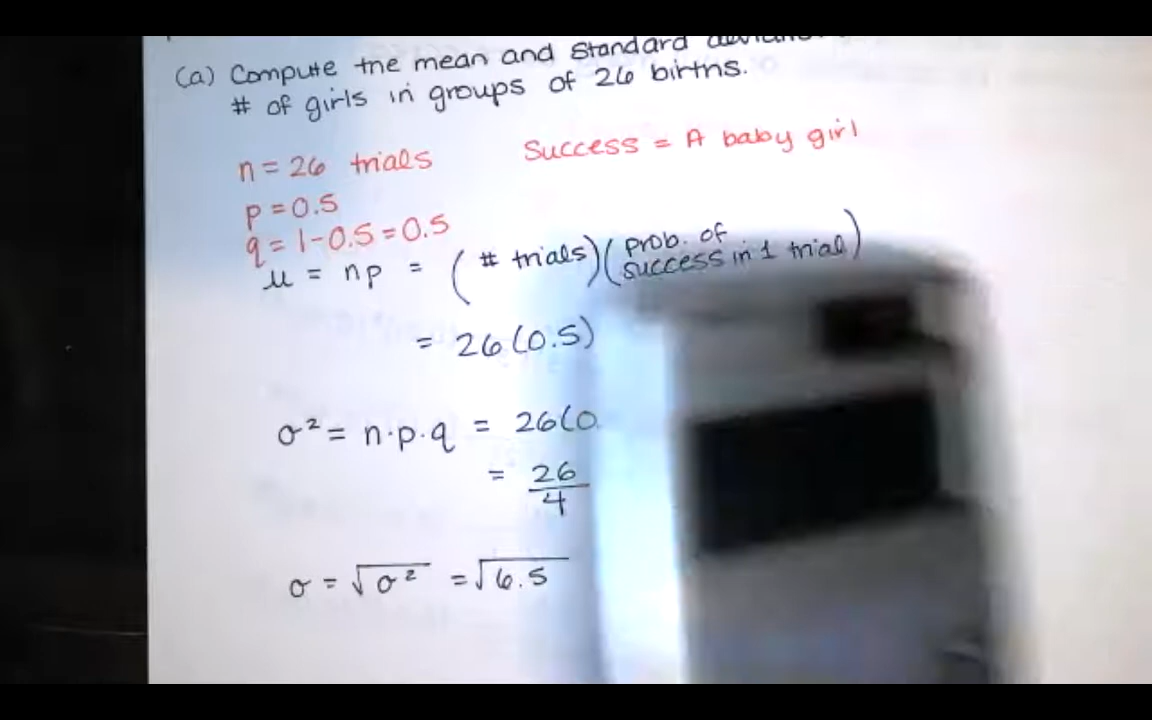 (a) Compute the mean and standard
# of girls in groups of 26 births.
n = 26 trials Success = A baby girl
p = 0.5
q = 1-0.5 = 0.5
μ = np = (# trials)(prob. of success in 1 trial)
= 26(0.5)
σ² = n·p·q = 26(0
= 26/4
σ = √σ² = √6.5